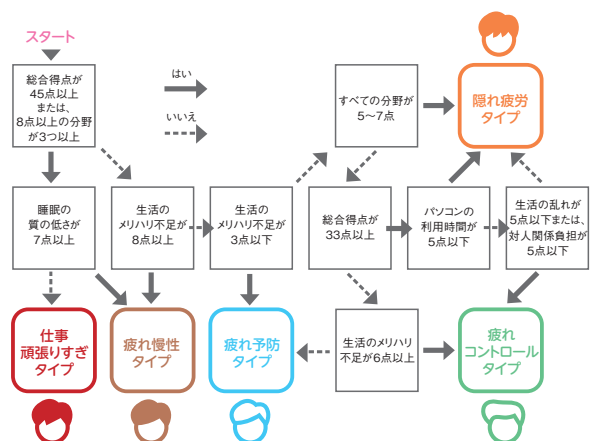 スタート
総合得点が
45点以上
または、
8点以上の分野
が3つ以上
はい
いいえ
すべての分野が
5〜7点
隠れ疲労
タイプ
睡眠の
質の低さが
7点以上
生活の
メリハリ不足が
8点以上
生活の
メリハリ不足が
3点以下
総合得点が
33点以上
パソコンの
利用時間が
5点以下
生活の乱れが
5点以下または、
対人関係負担が
5点以下
仕事
頑張りすぎ
タイプ
疲れ慢性
タイプ
疲れ予防
タイプ
生活のメリハリ
不足が6点以上
疲れ
コントロール
タイプ